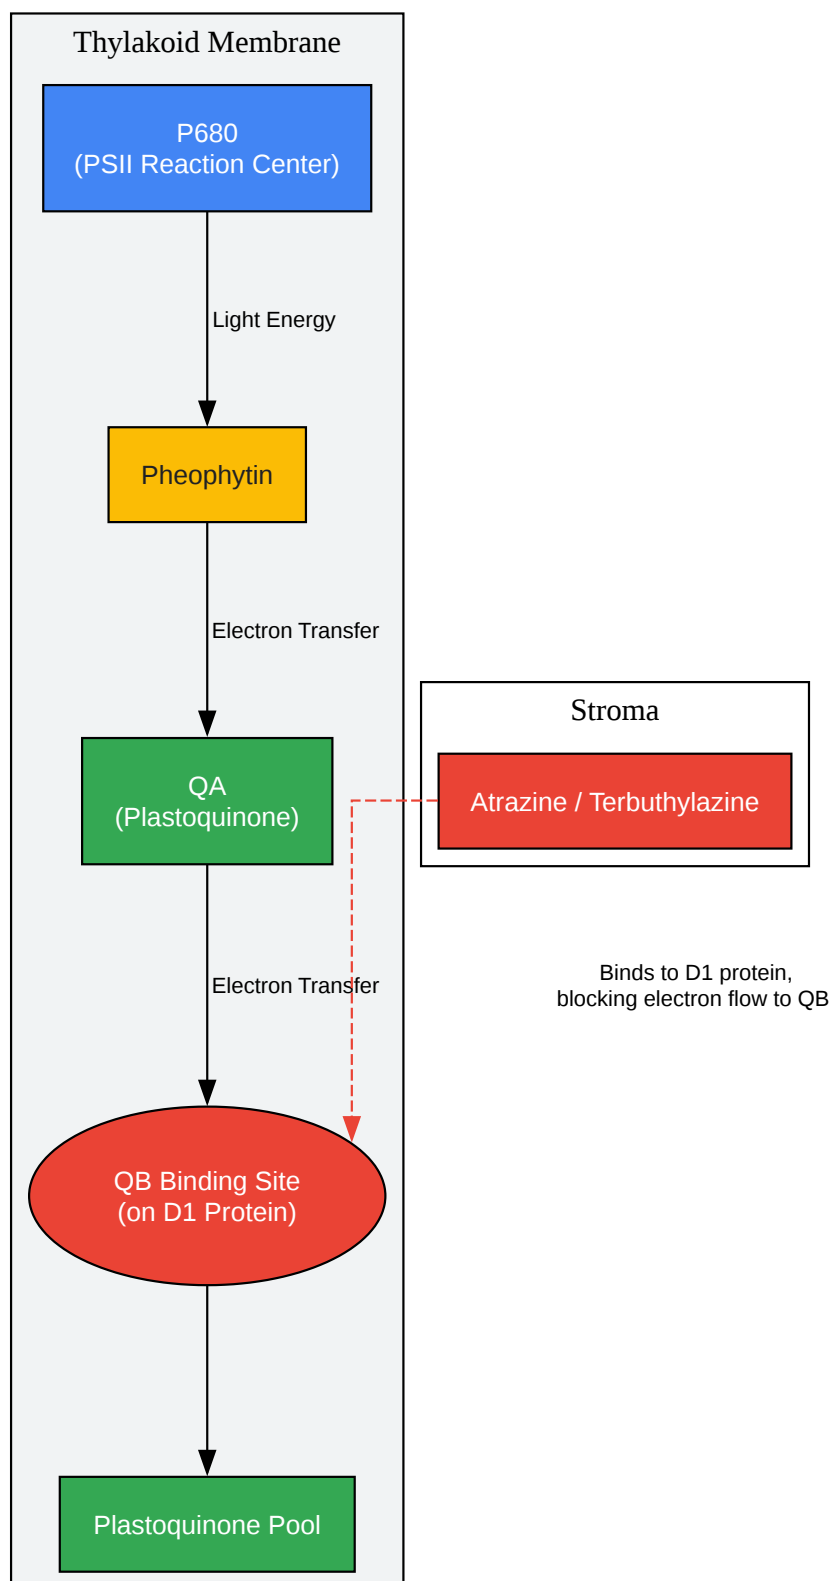 Thylakoid Membrane
P680
(PSII Reaction Center)
Light Energy
Pheophytin
Electron Transfer
QA
(Plastoquinone)
Stroma
Atrazine / Terbuthylazine
Electron Transfer
Binds to D1 protein,
blocking electron flow to QB
QB Binding Site
(on D1 Protein)
Plastoquinone Pool